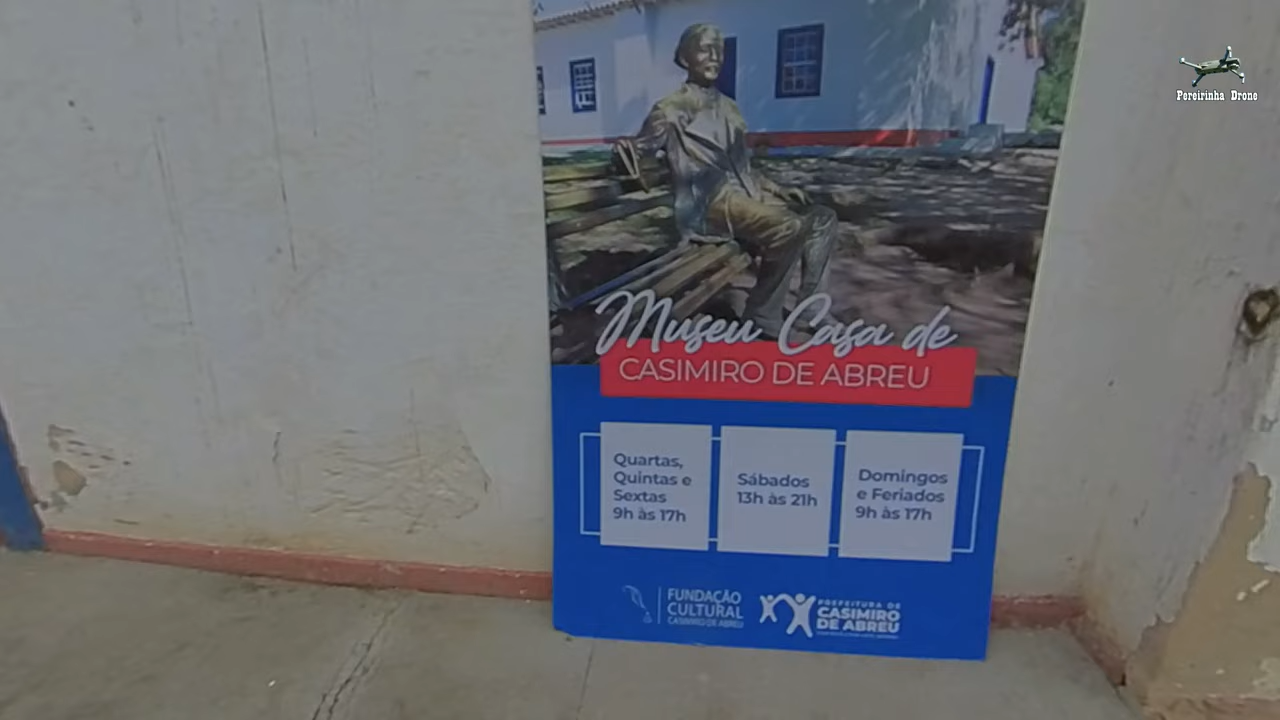 Pereirinha Drone
Museu Casa de
CASIMIRO DE ABREU
Quartas,
Quintas e
Sextas
9h às 17h
Sábados
13h às 21h
Domingos
e Feriados
9h às 17h
FUNDAÇÃO
CULTURAL
CASIMIRO DE ABREU
PREFEITURA DE
CASIMIRO
DE ABREU